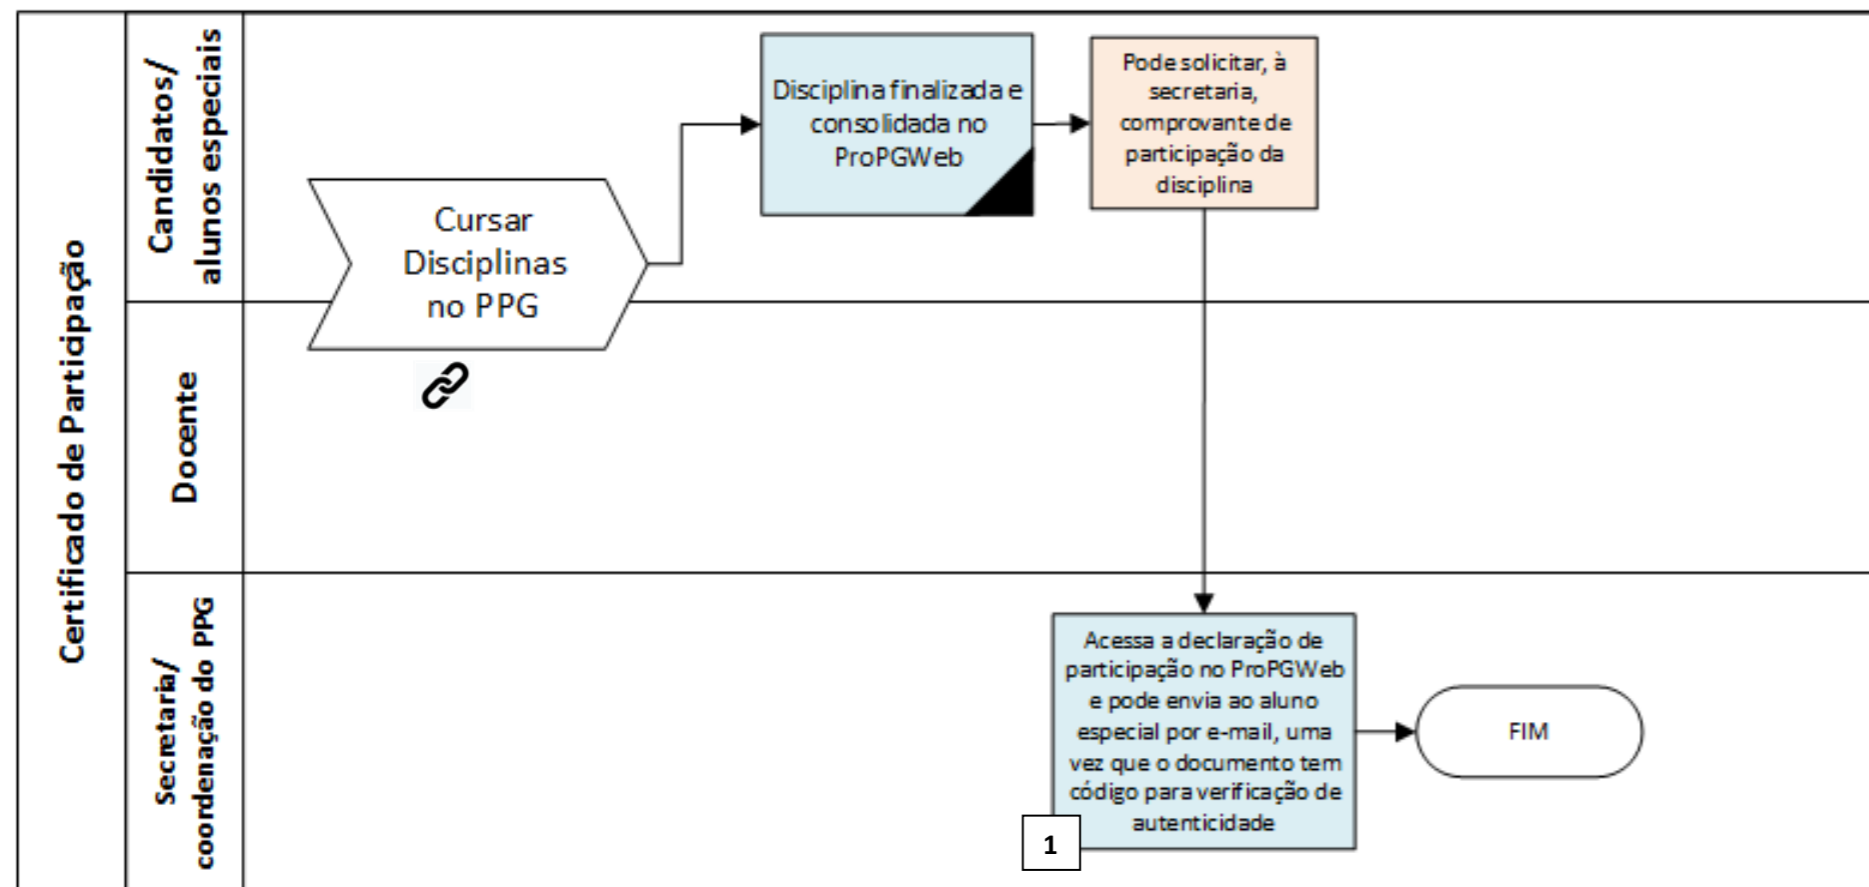 Certificado de Participação
Candidatos/
alunos especiais
Cursar
Disciplinas
no PPG
Disciplina finalizada e
consolidada no
ProPGWeb
Pode solicitar, à
secretaria,
comprovante de
participação da
disciplina
Docente
Secretaria/
coordenação do PPG
Acessa a declaração de
participação no ProPGWeb
e pode envia ao aluno
especial por e-mail, uma
vez que o documento tem
código para verificação de
autenticidade
1
FIM